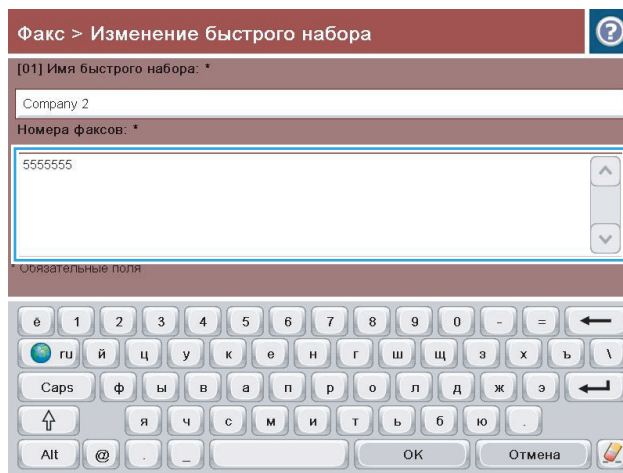 Факс > Изменение быстрого набора
?
[01] Имя быстрого набора: *
Company 2
Номера факсов: *
5555555
* Обязательные поля
ё 1 2 3 4 5 6 7 8 9 0 - =
ru й ц у к е н г ш щ з х ъ \
Caps ф ы в а п р о л д ж э
я ч с м и т ь б ю .
Alt @ . _ OK Отмена